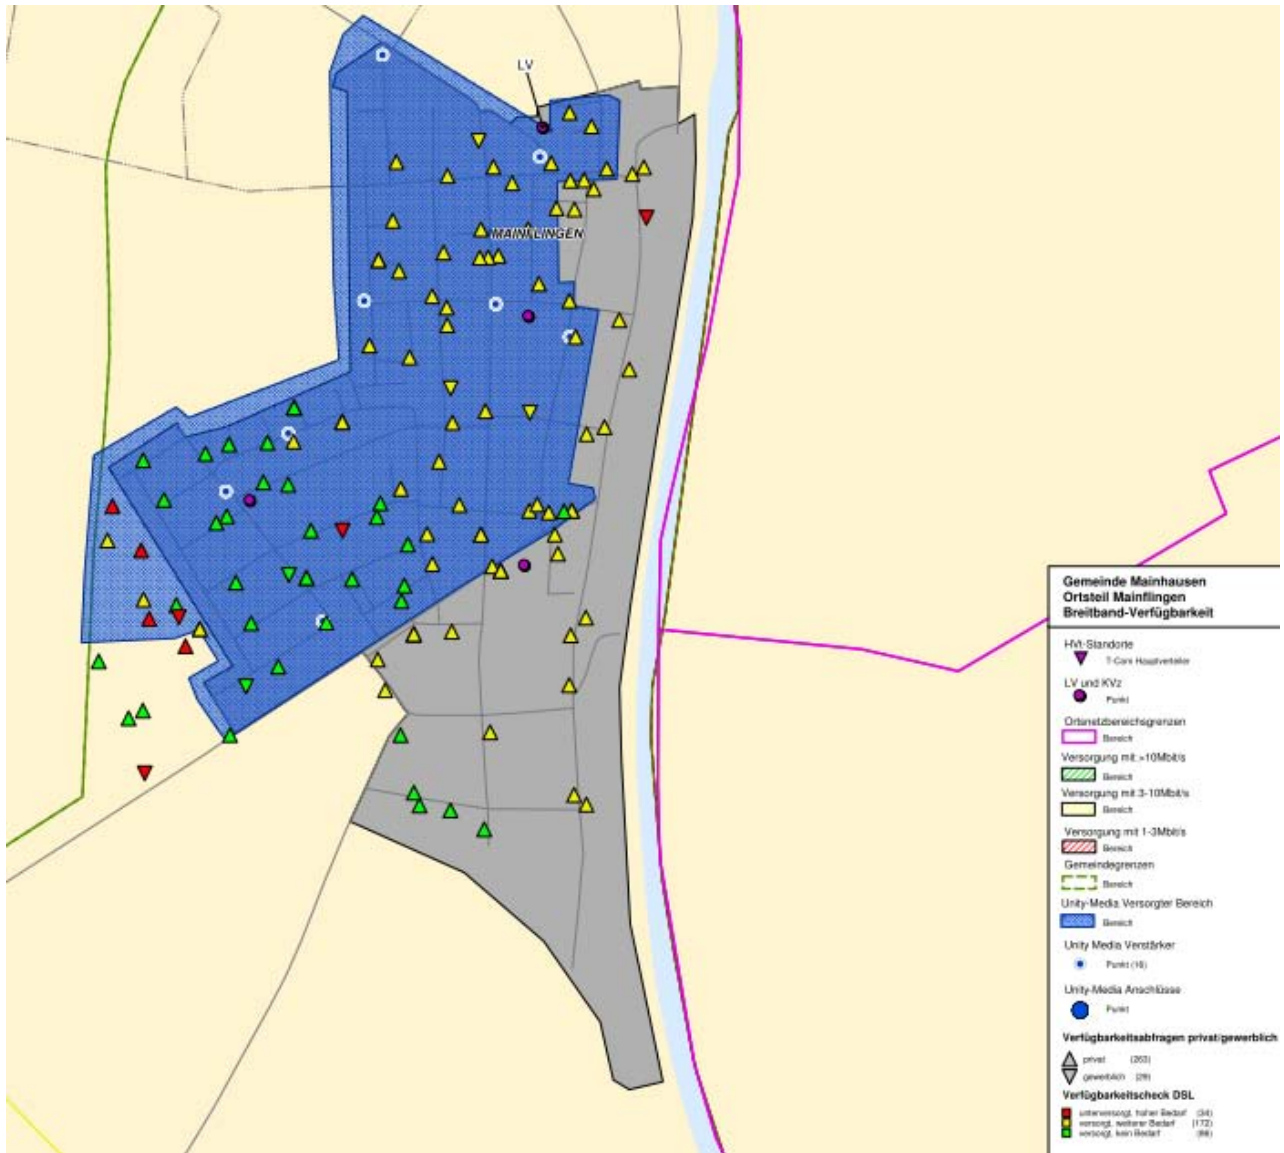 LV
MAINFLINGEN
Gemeinde Mainhausen
Ortsteil Mainflingen
Breitband-Verfügbarkeit
HVt-Standorte
T-Com Hauptverteiler
LV und KVz
Punkt
Ortsnetzbereichsgrenzen
Bereich
Versorgung mit >10Mbit/s
Bereich
Versorgung mit 3-10Mbit/s
Bereich
Versorgung mit 1-3Mbit/s
Bereich
Gemeindegrenzen
Bereich
Unity-Media Versorgter Bereich
Bereich
Unity Media Verstärker
Punkt (16)
Unity-Media Anschlüsse
Punkt
Verfügbarkeitsabfragen privat/gewerblich
privat (263)
gewerblich (29)
Verfügbarkeitscheck DSL
unterversorgt, hoher Bedarf (34)
versorgt, weiterer Bedarf (172)
versorgt, kein Bedarf